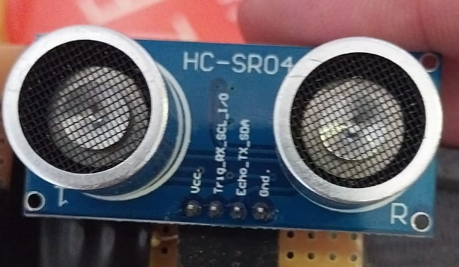 HC-SR04
Vcc
Trig_RX_SCL_I/O
Echo_TX_SDA
Gnd.
T
R